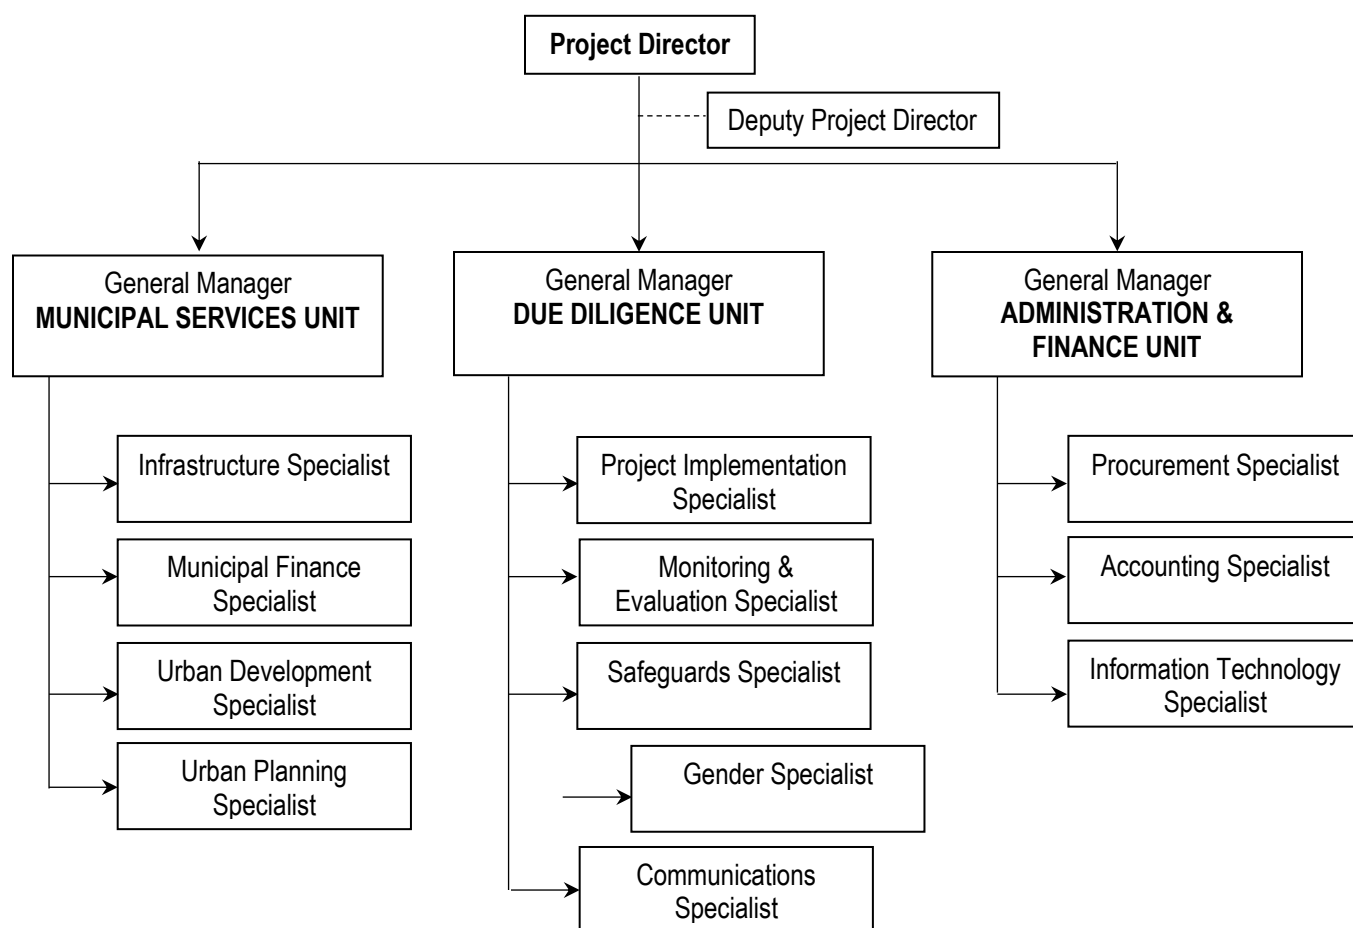 Project Director
Deputy Project Director
General Manager
MUNICIPAL SERVICES UNIT
General Manager
DUE DILIGENCE UNIT
General Manager
ADMINISTRATION &
FINANCE UNIT
Infrastructure Specialist
Municipal Finance
Specialist
Urban Development
Specialist
Urban Planning
Specialist
Project Implementation
Specialist
Monitoring &
Evaluation Specialist
Safeguards Specialist
Gender Specialist
Communications
Specialist
Procurement Specialist
Accounting Specialist
Information Technology
Specialist